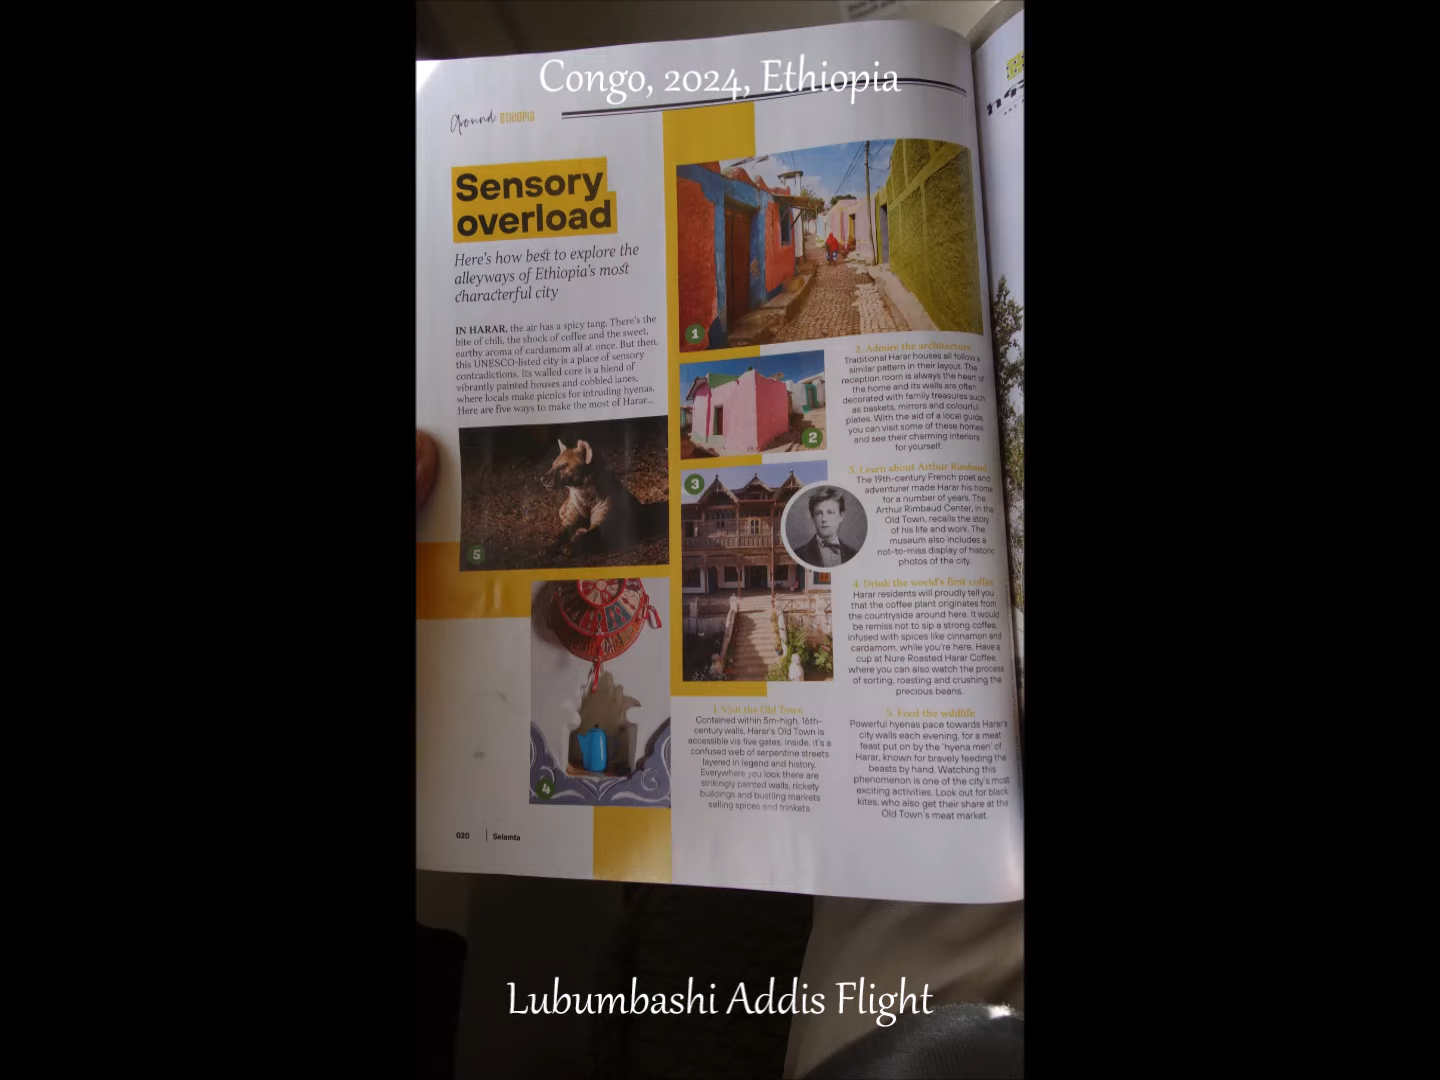 Congo, 2024, Ethiopia
Ground ETHIOPIA
Sensory
overload
Here's how best to explore the
alleyways of Ethiopia's most
characterful city
IN HARAR, the air has a spicy tang. There's the
bite of chili, the shock of coffee and the sweet,
earthy aroma of cardamom all at once. But then,
this UNESCO-listed city is a place of sensory
contradictions. Its walled core is a blend of
vibrantly painted houses and cobbled lanes,
where locals make picnics for intruding hyenas.
Here are five ways to make the most of Harar...
5
4
1
2
3
1. Visit the Old Town
Contained within 5m-high, 16th-
century walls, Harar's Old Town is
accessible via five gates. Inside, it's a
confused web of serpentine streets
layered in legend and history.
Everywhere you look there are
strikingly painted walls, rickety
buildings and bustling markets
selling spices and trinkets.
2. Admire the architecture
Traditional Harar houses all follow a
similar pattern in their layout. The
reception room is always the heart of
the home and its walls are often
decorated with family treasures such
as baskets, mirrors and colourful
plates. With the aid of a local guide,
you can visit some of these homes
and see their charming interiors
for yourself.
3. Learn about Arthur Rimbaud
The 19th-century French poet and
adventurer made Harar his home
for a number of years. The
Arthur Rimbaud Center, in the
Old Town, recalls the story
of his life and work. The
museum also includes a
not-to-miss display of historic
photos of the city.
4. Drink the world's first coffee
Harar residents will proudly tell you
that the coffee plant originates from
the countryside around here. It would
be remiss not to sip a strong coffee,
infused with spices like cinnamon and
cardamom, while you're here. Have a
cup at Nure Roasted Harar Coffee,
where you can also watch the process
of sorting, roasting and crushing the
precious beans.
5. Feed the wildlife
Powerful hyenas pace towards Harar's
city walls each evening, for a meat
feast put on by the 'hyena men' of
Harar, known for bravely feeding the
beasts by hand. Watching this
phenomenon is one of the city's most
exciting activities. Look out for black
kites, who also get their share at the
Old Town's meat market.
020 | Selamta
Lubumbashi Addis Flight